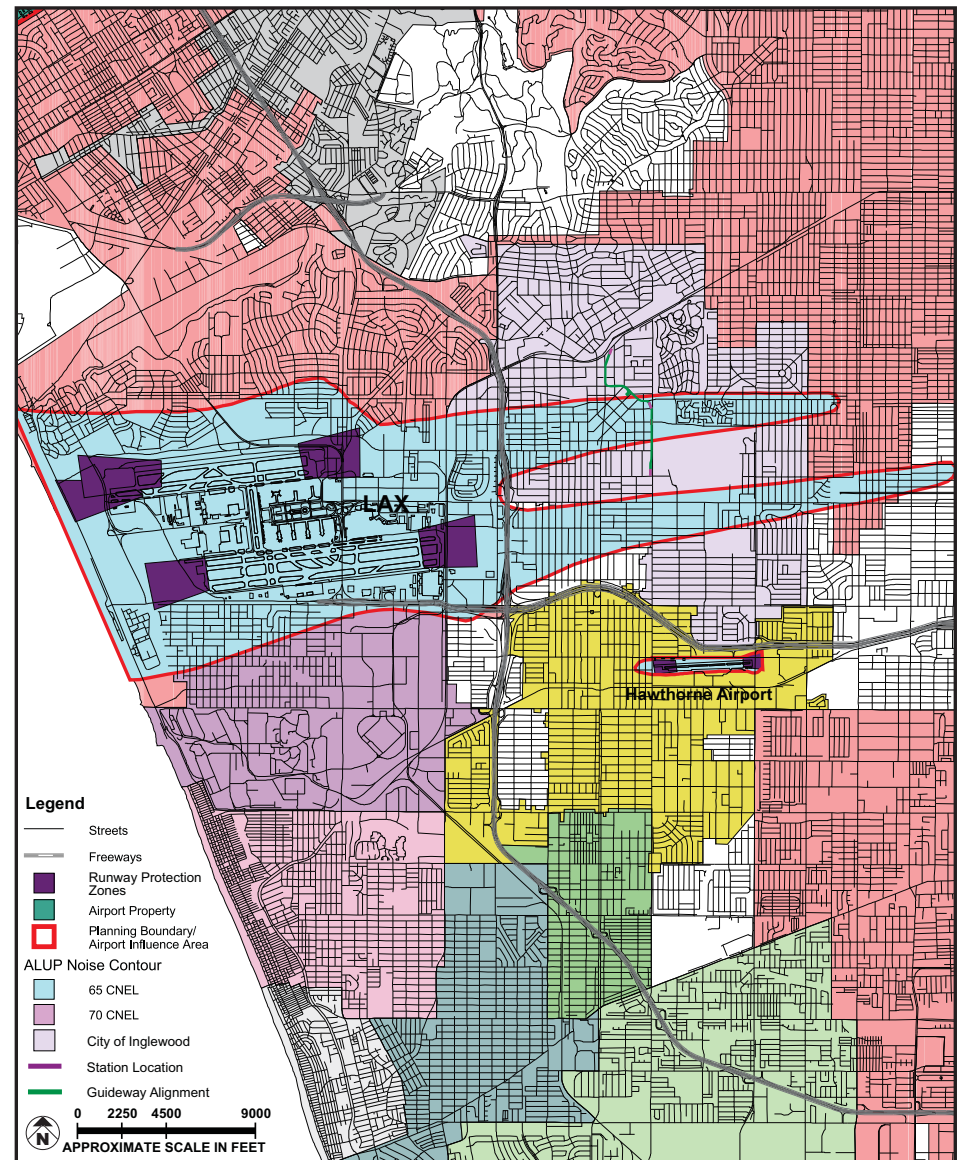 LAX
Hawthorne Airport
Legend
Streets
Freeways
Runway Protection
Zones
Airport Property
Planning Boundary/
Airport Influence Area
ALUP Noise Contour
65 CNEL
70 CNEL
City of Inglewood
Station Location
Guideway Alignment
N
0 2250 4500 9000
APPROXIMATE SCALE IN FEET